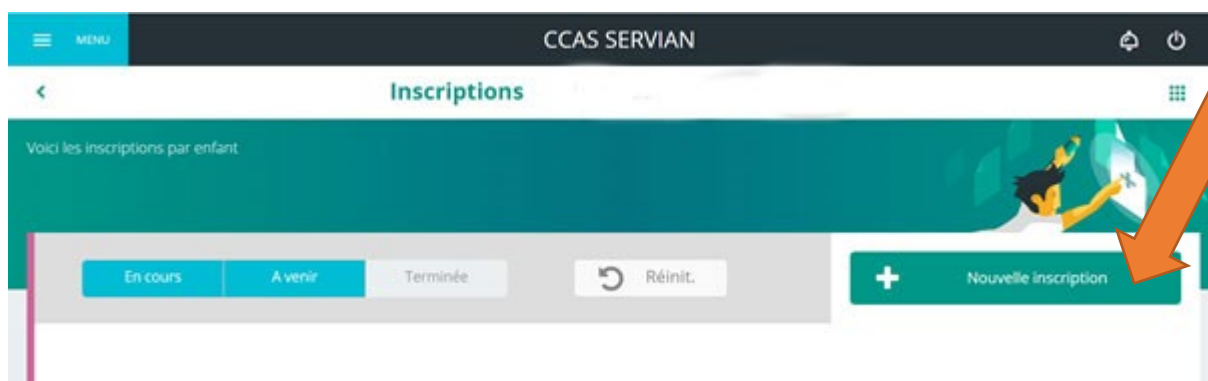 MENU
CCAS SERVIAN
Inscriptions
Voici les inscriptions par enfant
En cours
A venir
Terminée
Réinit.
Nouvelle inscription